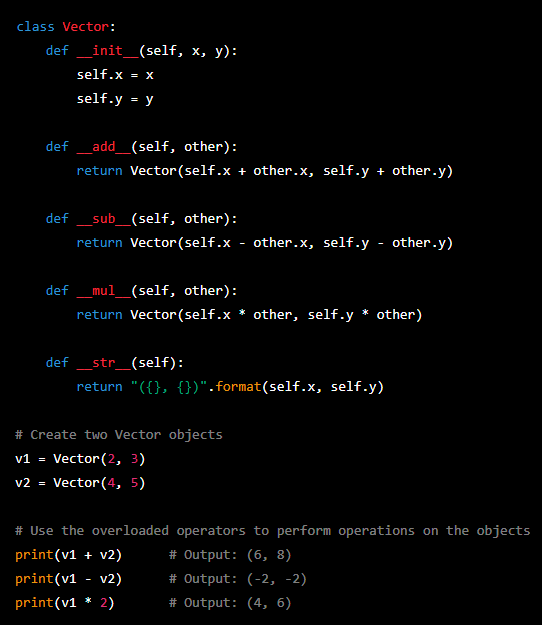 class Vector:
    def __init__(self, x, y):
        self.x = x
        self.y = y

    def __add__(self, other):
        return Vector(self.x + other.x, self.y + other.y)

    def __sub__(self, other):
        return Vector(self.x - other.x, self.y - other.y)

    def __mul__(self, other):
        return Vector(self.x * other, self.y * other)

    def __str__(self):
        return "({}, {})".format(self.x, self.y)

# Create two Vector objects
v1 = Vector(2, 3)
v2 = Vector(4, 5)

# Use the overloaded operators to perform operations on the objects
print(v1 + v2)      # Output: (6, 8)
print(v1 - v2)      # Output: (-2, -2)
print(v1 * 2)       # Output: (4, 6)